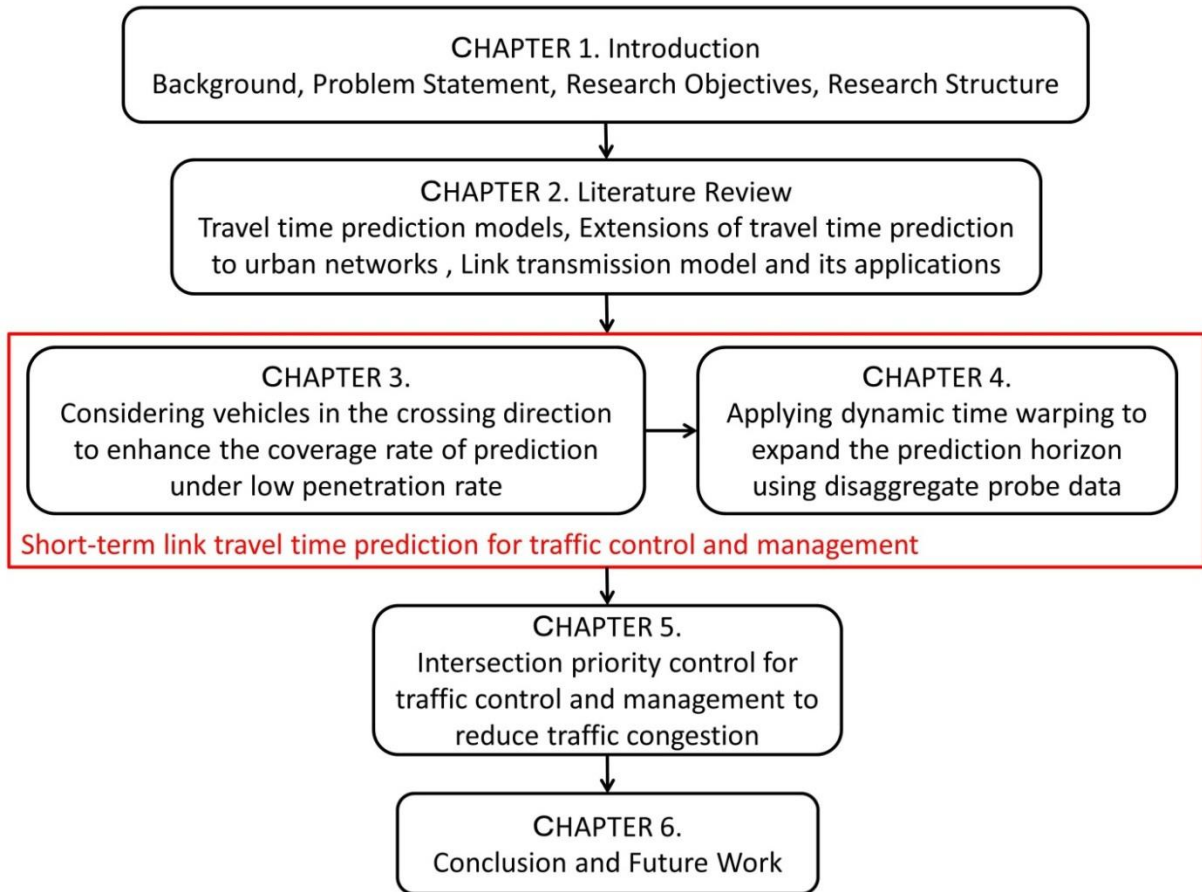 CHAPTER 1. Introduction
Background, Problem Statement, Research Objectives, Research Structure
CHAPTER 2. Literature Review
Travel time prediction models, Extensions of travel time prediction
to urban networks , Link transmission model and its applications
CHAPTER 3.
Considering vehicles in the crossing direction
to enhance the coverage rate of prediction
under low penetration rate
CHAPTER 4.
Applying dynamic time warping to
expand the prediction horizon
using disaggregate probe data
Short-term link travel time prediction for traffic control and management
CHAPTER 5.
Intersection priority control for
traffic control and management to
reduce traffic congestion
CHAPTER 6.
Conclusion and Future Work